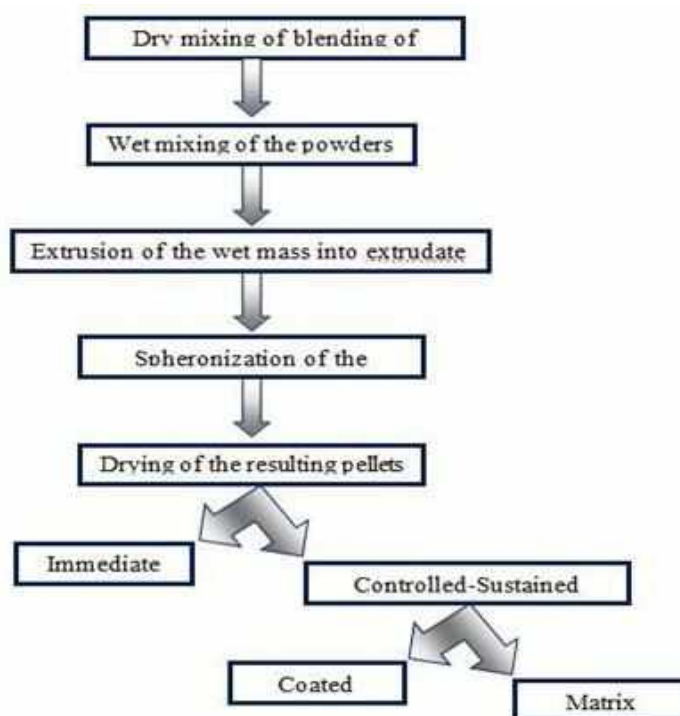 Dry mixing of blending of
Wet mixing of the powders
Extrusion of the wet mass into extrudate
Spheronization of the
Drying of the resulting pellets
Immediate
Controlled-Sustained
Coated
Matrix